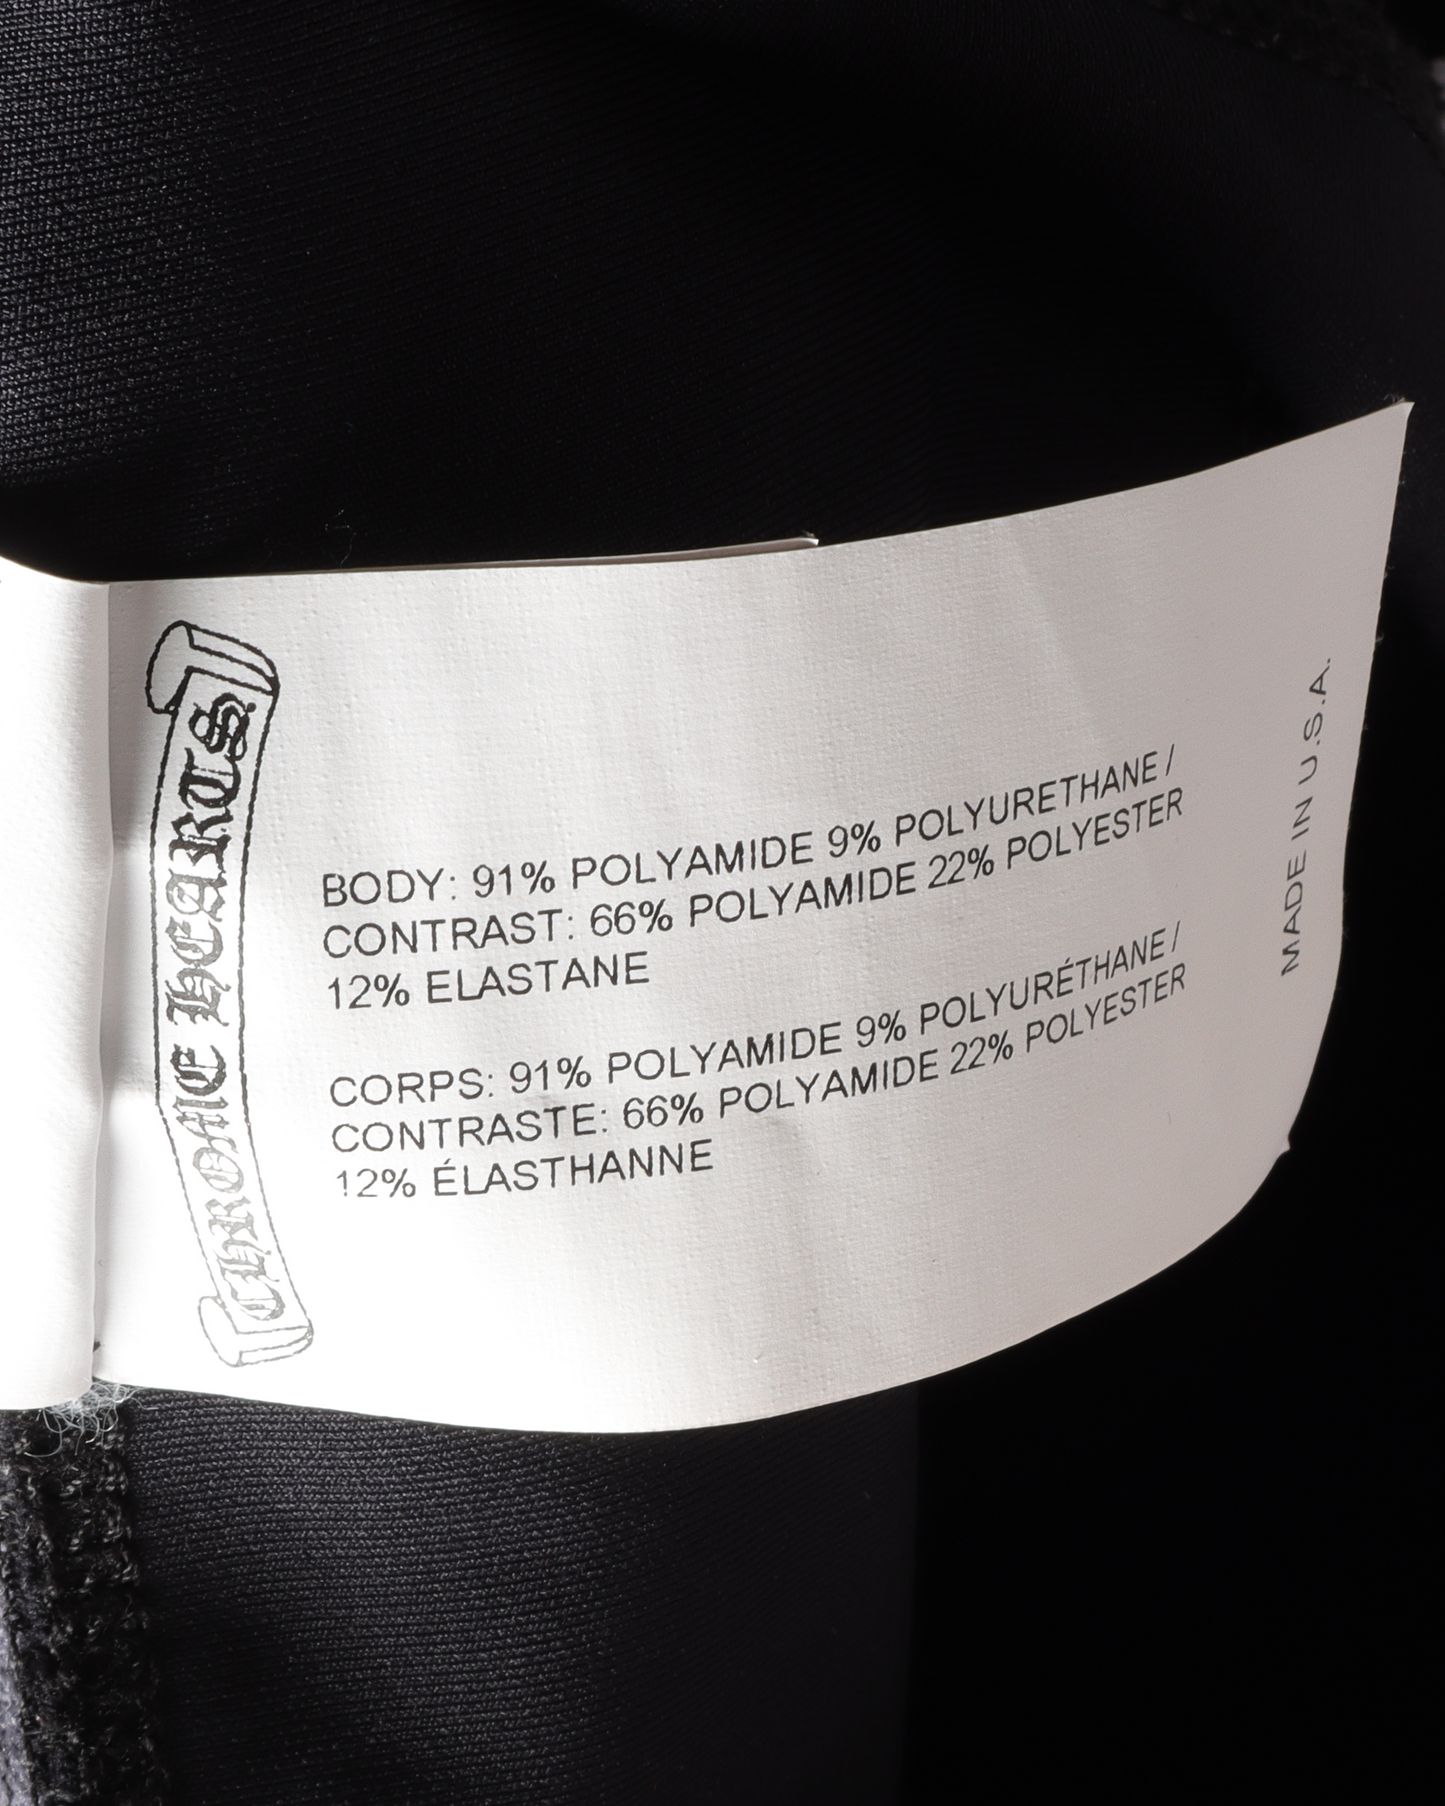 CHROME HEARTS
BODY: 91% POLYAMIDE 9% POLYURETHANE /
CONTRAST: 66% POLYAMIDE 22% POLYESTER
12% ELASTANE
CORPS: 91% POLYAMIDE 9% POLYURÉTHANE /
CONTRASTE: 66% POLYAMIDE 22% POLYESTER
12% ÉLASTHANNE
MADE IN U.S.A.